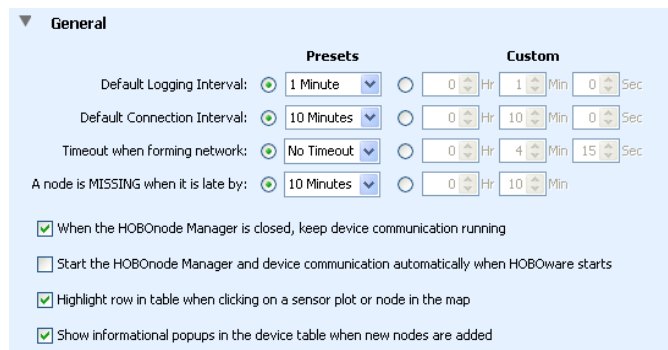 General
Presets Custom
Default Logging Interval: 1 Minute 0 Hr 1 Min 0 Sec
Default Connection Interval: 10 Minutes 0 Hr 10 Min 0 Sec
Timeout when forming network: No Timeout 0 Hr 4 Min 15 Sec
A node is MISSING when it is late by: 10 Minutes 0 Hr 10 Min
When the HOBOnode Manager is closed, keep device communication running
Start the HOBOnode Manager and device communication automatically when HOBOware starts
Highlight row in table when clicking on a sensor plot or node in the map
Show informational popups in the device table when new nodes are added